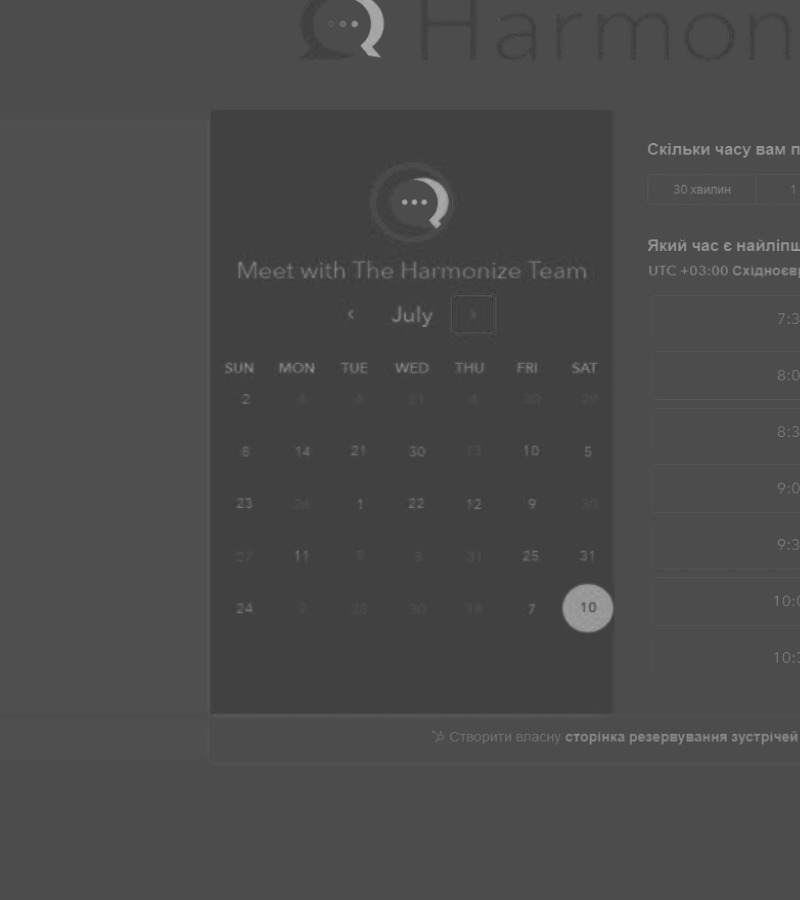 Harmon
Meet with The Harmonize Team
July
SUN MON TUE WED THU FRI SAT
2 4 4 21 4 30 29
8 14 21 30 13 10 5
23 26 1 22 12 9 30
27 11 9 8 31 25 31
24 2 28 30 14 7 10
Скільки часу вам п
30 хвилин 1
Який час є найліпш
UTC +03:00 Східноєвр
7:3
8:0
8:3
9:0
9:3
10:0
10:3
Створити власну сторінка резервування зустрічей